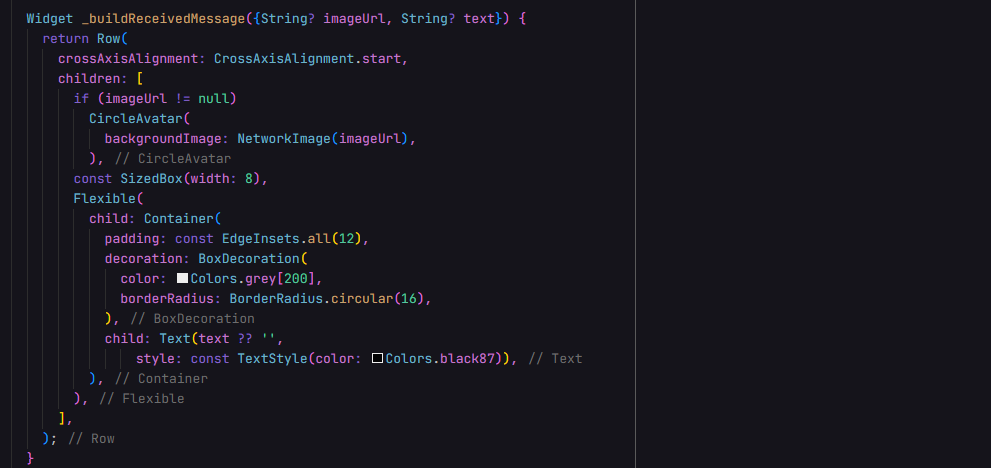 Widget _buildReceivedMessage({String? imageUrl, String? text}) {
  return Row(
    crossAxisAlignment: CrossAxisAlignment.start,
    children: [
      if (imageUrl != null)
        CircleAvatar(
          backgroundImage: NetworkImage(imageUrl),
        ), // CircleAvatar
      const SizedBox(width: 8),
      Flexible(
        child: Container(
          padding: const EdgeInsets.all(12),
          decoration: BoxDecoration(
            color: Colors.grey[200],
            borderRadius: BorderRadius.circular(16),
          ), // BoxDecoration
          child: Text(text ?? '',
              style: const TextStyle(color: Colors.black87)), // Text
        ), // Container
      ), // Flexible
    ],
  ); // Row
}